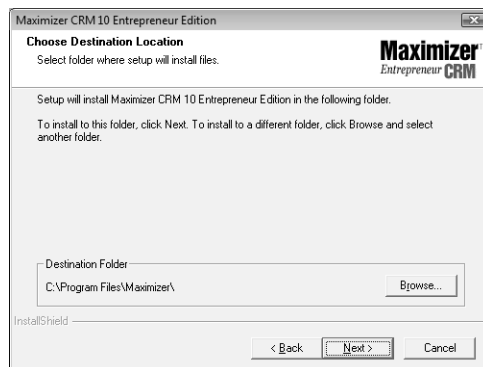 Maximizer CRM 10 Entrepreneur Edition
Choose Destination Location
Select folder where setup will install files.
Maximizer
Entrepreneur CRM
Setup will install Maximizer CRM 10 Entrepreneur Edition in the following folder.
To install to this folder, click Next. To install to a different folder, click Browse and select
another folder.
Destination Folder
C:\Program Files\Maximizer\
Browse...
InstallShield
< Back
Next >
Cancel